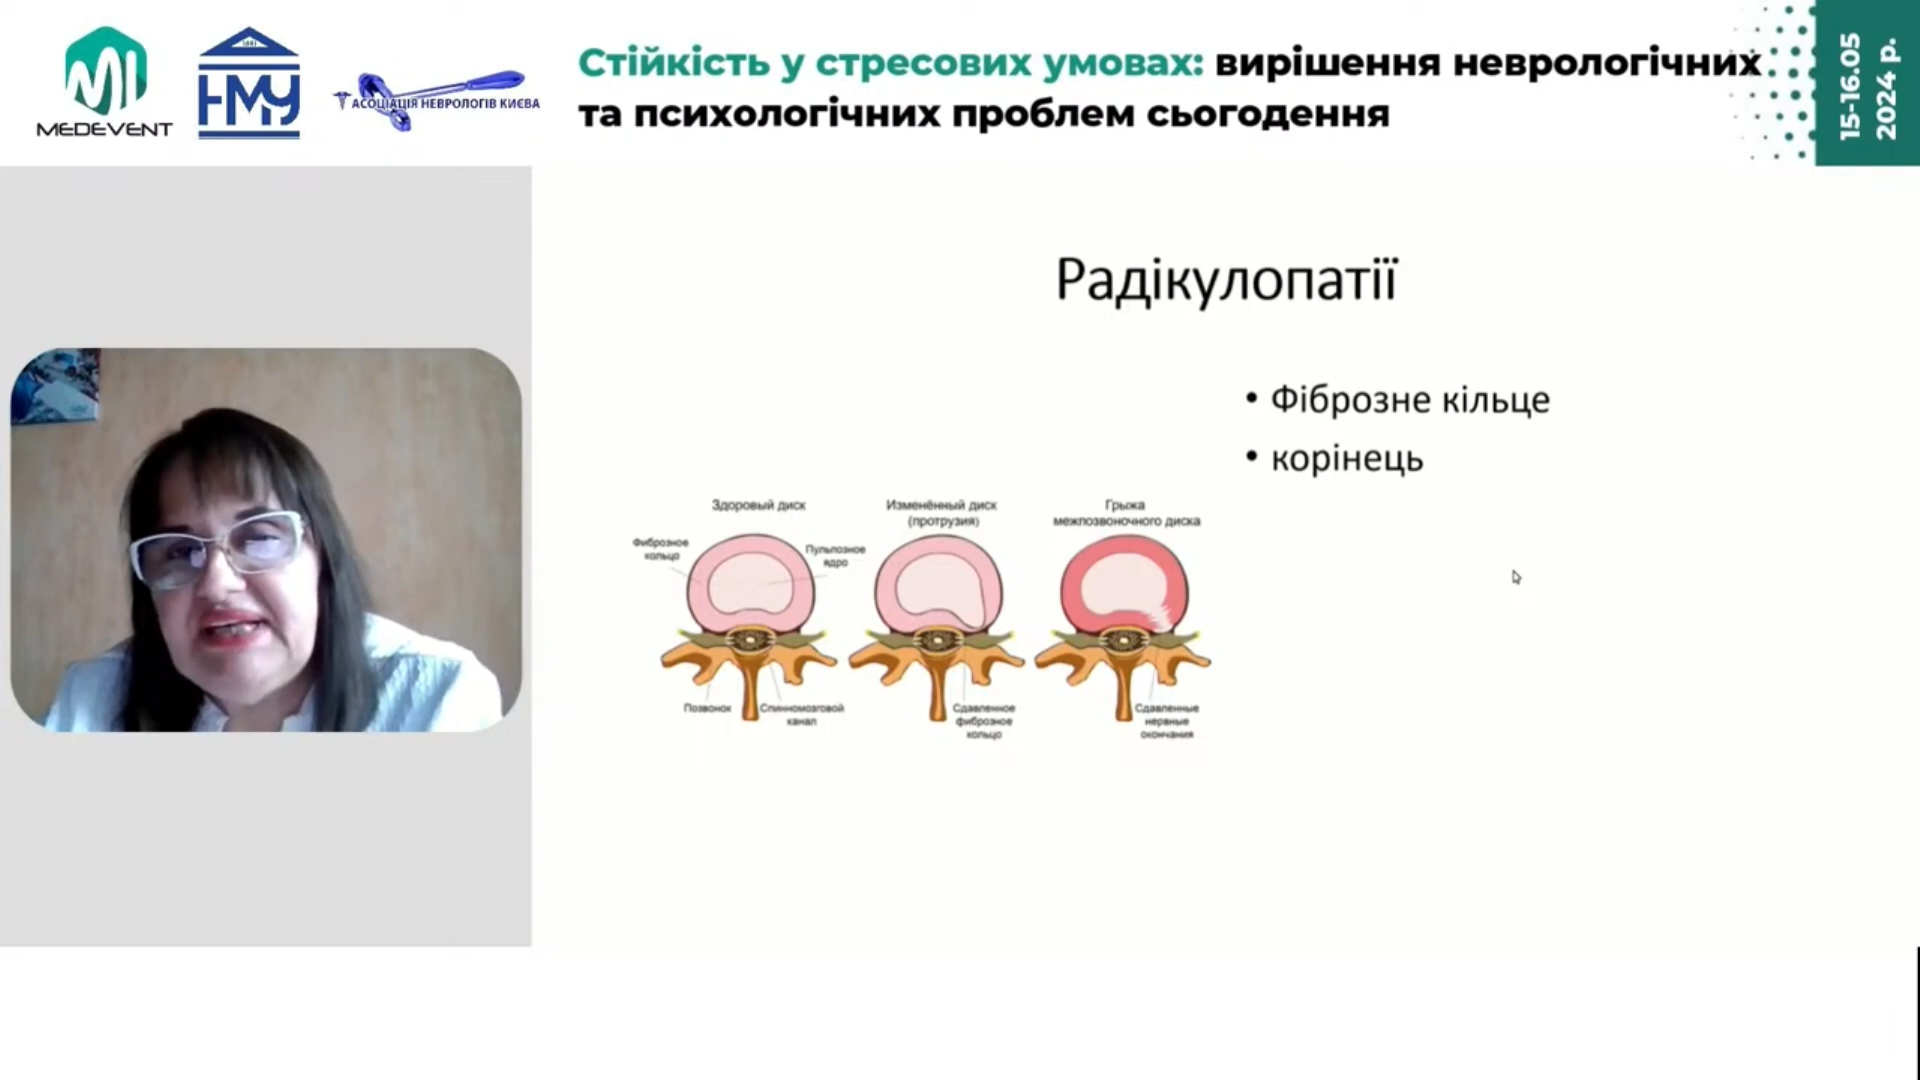 MEDEVENT
1841
НМУ
АСОЦІАЦІЯ НЕВРОЛОГІВ КИЄВА
Стійкість у стресових умовах: вирішення неврологічних
та психологічних проблем сьогодення
15-16.05
2024 р.
Радікулопатії
• Фіброзне кільце
• корінець
Здоровый диск
Фиброзное
кольцо
Пульпозное
ядро
Позвонок
Спинномозговой
канал
Изменённый диск
(протрузия)
Сдавленное
фиброзное
кольцо
Грыжа
межпозвоночного диска
Сдавленные
нервные
окончания